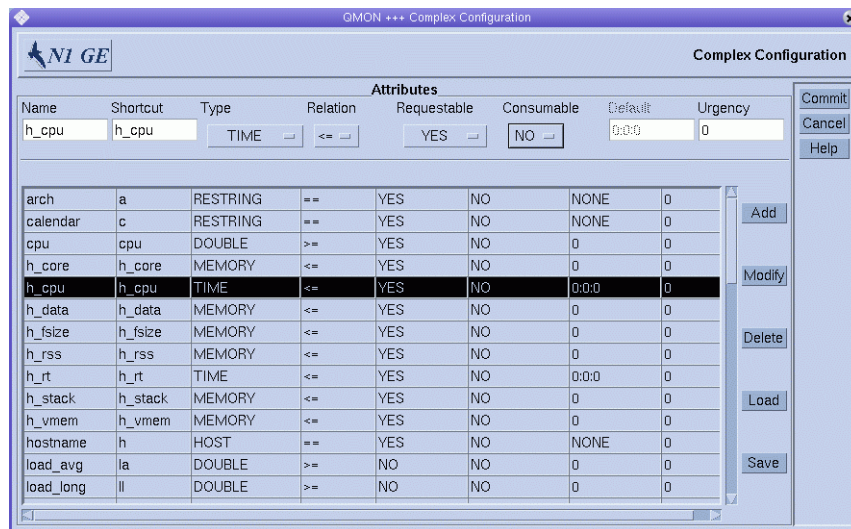 QMON +++ Complex Configuration
N1 GE
Complex Configuration
Attributes
Name Shortcut Type Relation Requestable Consumable Default Urgency
h_cpu h_cpu TIME <= YES NO 0:0:0 0
Commit
Cancel
Help
arch a RESTRING == YES NO NONE 0
calendar c RESTRING == YES NO NONE 0
cpu cpu DOUBLE >= YES NO 0 0
h_core h_core MEMORY <= YES NO 0 0
h_cpu h_cpu TIME <= YES NO 0:0:0 0
h_data h_data MEMORY <= YES NO 0 0
h_fsize h_fsize MEMORY <= YES NO 0 0
h_rss h_rss MEMORY <= YES NO 0 0
h_rt h_rt TIME <= YES NO 0:0:0 0
h_stack h_stack MEMORY <= YES NO 0 0
h_vmem h_vmem MEMORY <= YES NO 0 0
hostname h HOST == YES NO NONE 0
load_avg la DOUBLE >= NO NO 0 0
load_long ll DOUBLE >= NO NO 0 0
Add
Modify
Delete
Load
Save